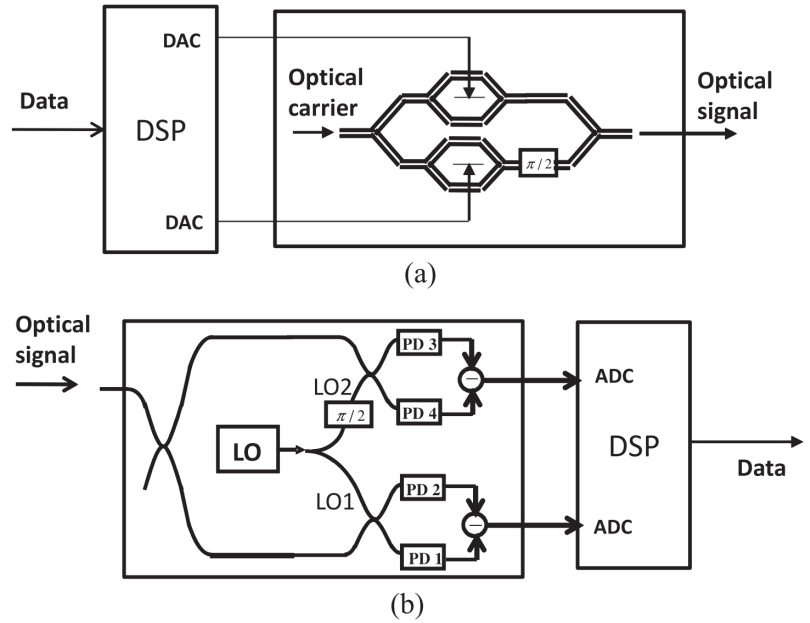 DAC
Data
DSP
DAC
Optical
carrier
π/2
Optical
signal
(a)
Optical
signal
LO
LO2
π/2
LO1
PD 3
PD 4
PD 2
PD 1
−
−
ADC
DSP
ADC
Data
(b)